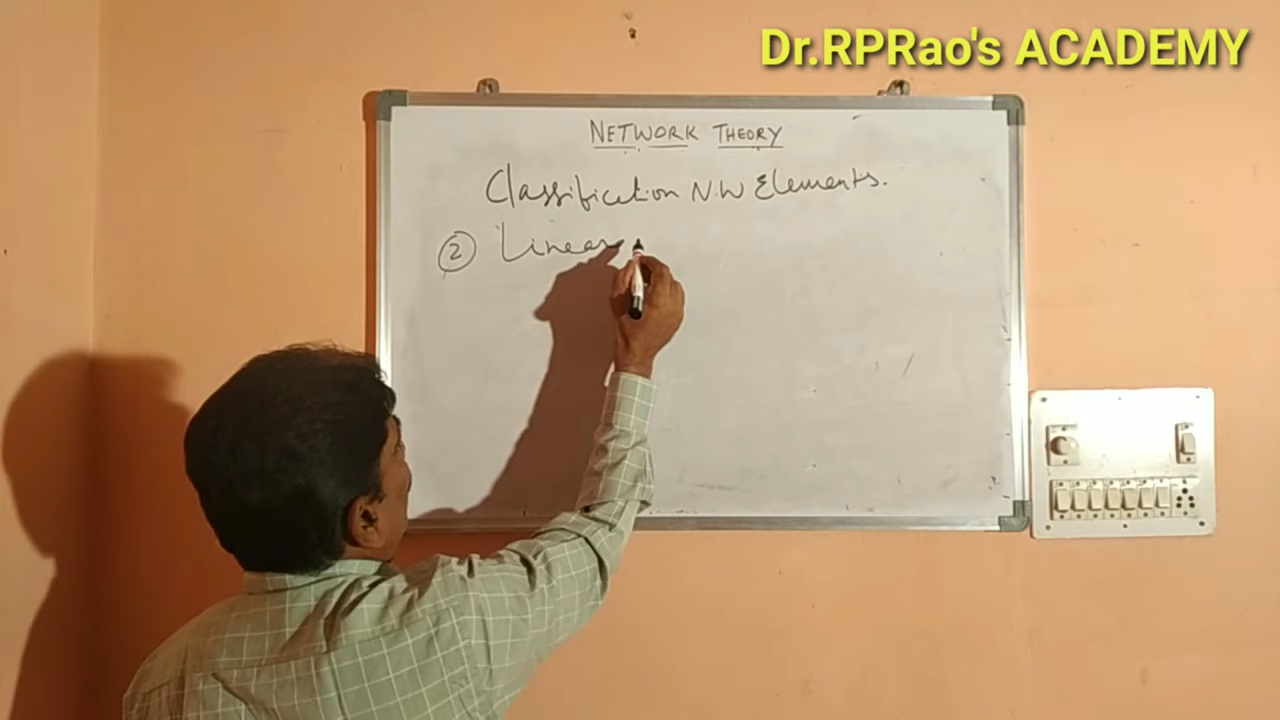 Dr.RPRao's ACADEMY
NETWORK THEORY
Classification N.W Elements.
② Linear